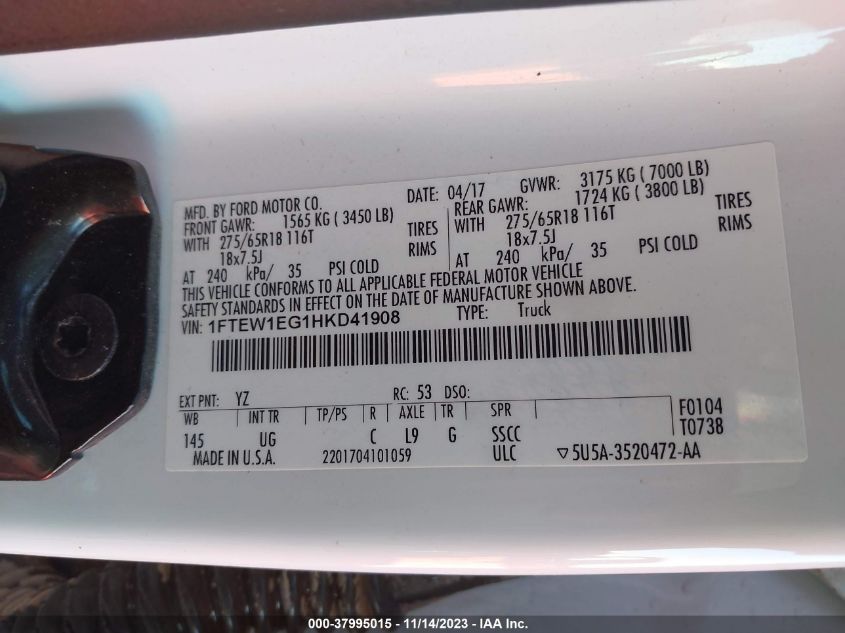 MFD. BY FORD MOTOR CO.
DATE: 04/17 GVWR: 3175 KG ( 7000 LB)
FRONT GAWR: 1565 KG ( 3450 LB) REAR GAWR: 1724 KG ( 3800 LB)
WITH 275/65R18 116T TIRES WITH 275/65R18 116T TIRES
18x7.5J RIMS 18x7.5J RIMS
AT 240 kPa/ 35 PSI COLD AT 240 kPa/ 35 PSI COLD
THIS VEHICLE CONFORMS TO ALL APPLICABLE FEDERAL MOTOR VEHICLE
SAFETY STANDARDS IN EFFECT ON THE DATE OF MANUFACTURE SHOWN ABOVE.
VIN: 1FTEW1EG1HKD41908 TYPE: Truck
EXT PNT: YZ RC: 53 DSO:
WB INT TR TP/PS R AXLE TR SPR F0104
145 UG C L9 G SSCC T0738
MADE IN U.S.A. 2201704101059 ULC ▽5U5A-3520472-AA
000-37995015 - 11/14/2023 - IAA Inc.